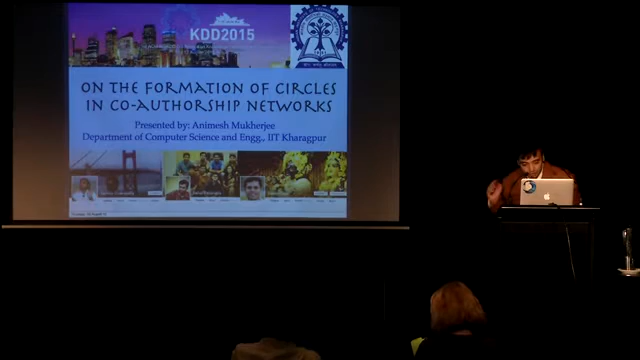 KDD2015
ON THE FORMATION OF CIRCLES
IN CO-AUTHORSHIP NETWORKS
Presented by: Animesh Mukherjee
Department of Computer Science and Engg., IIT Kharagpur